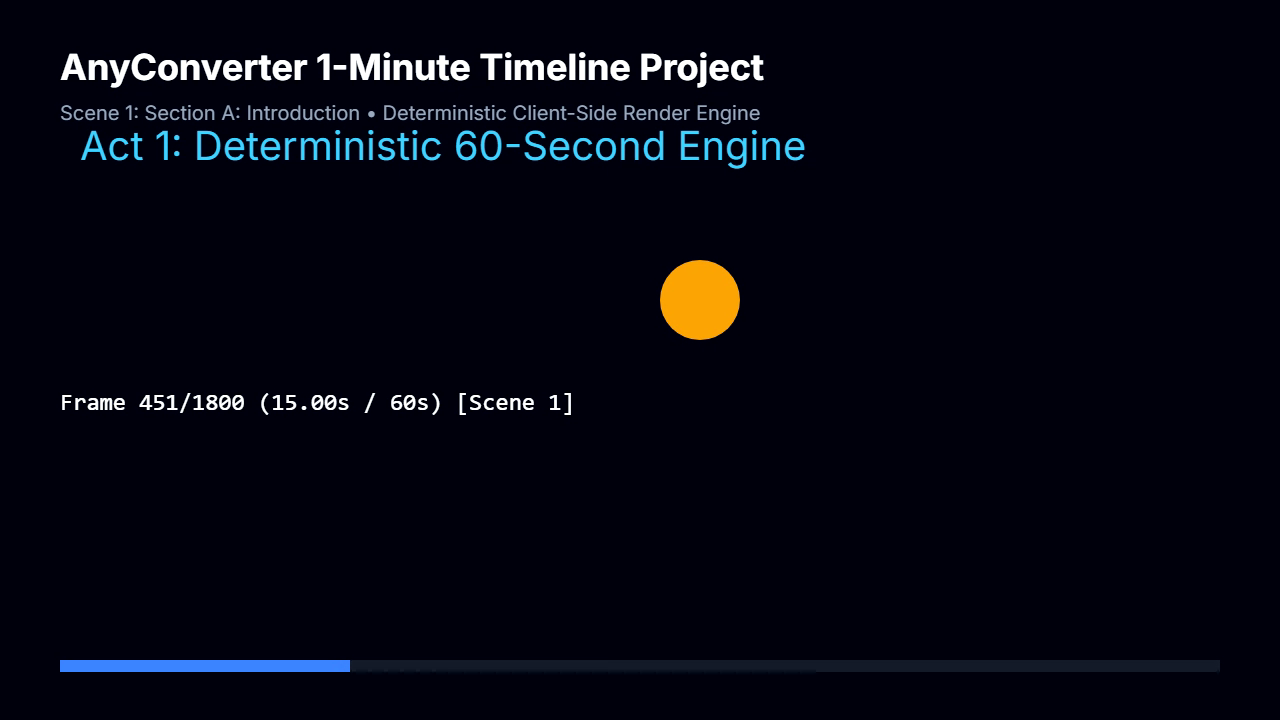 AnyConverter 1-Minute Timeline Project
Scene 1: Section A: Introduction • Deterministic Client-Side Render Engine
Act 1: Deterministic 60-Second Engine
Frame 451/1800 (15.00s / 60s) [Scene 1]